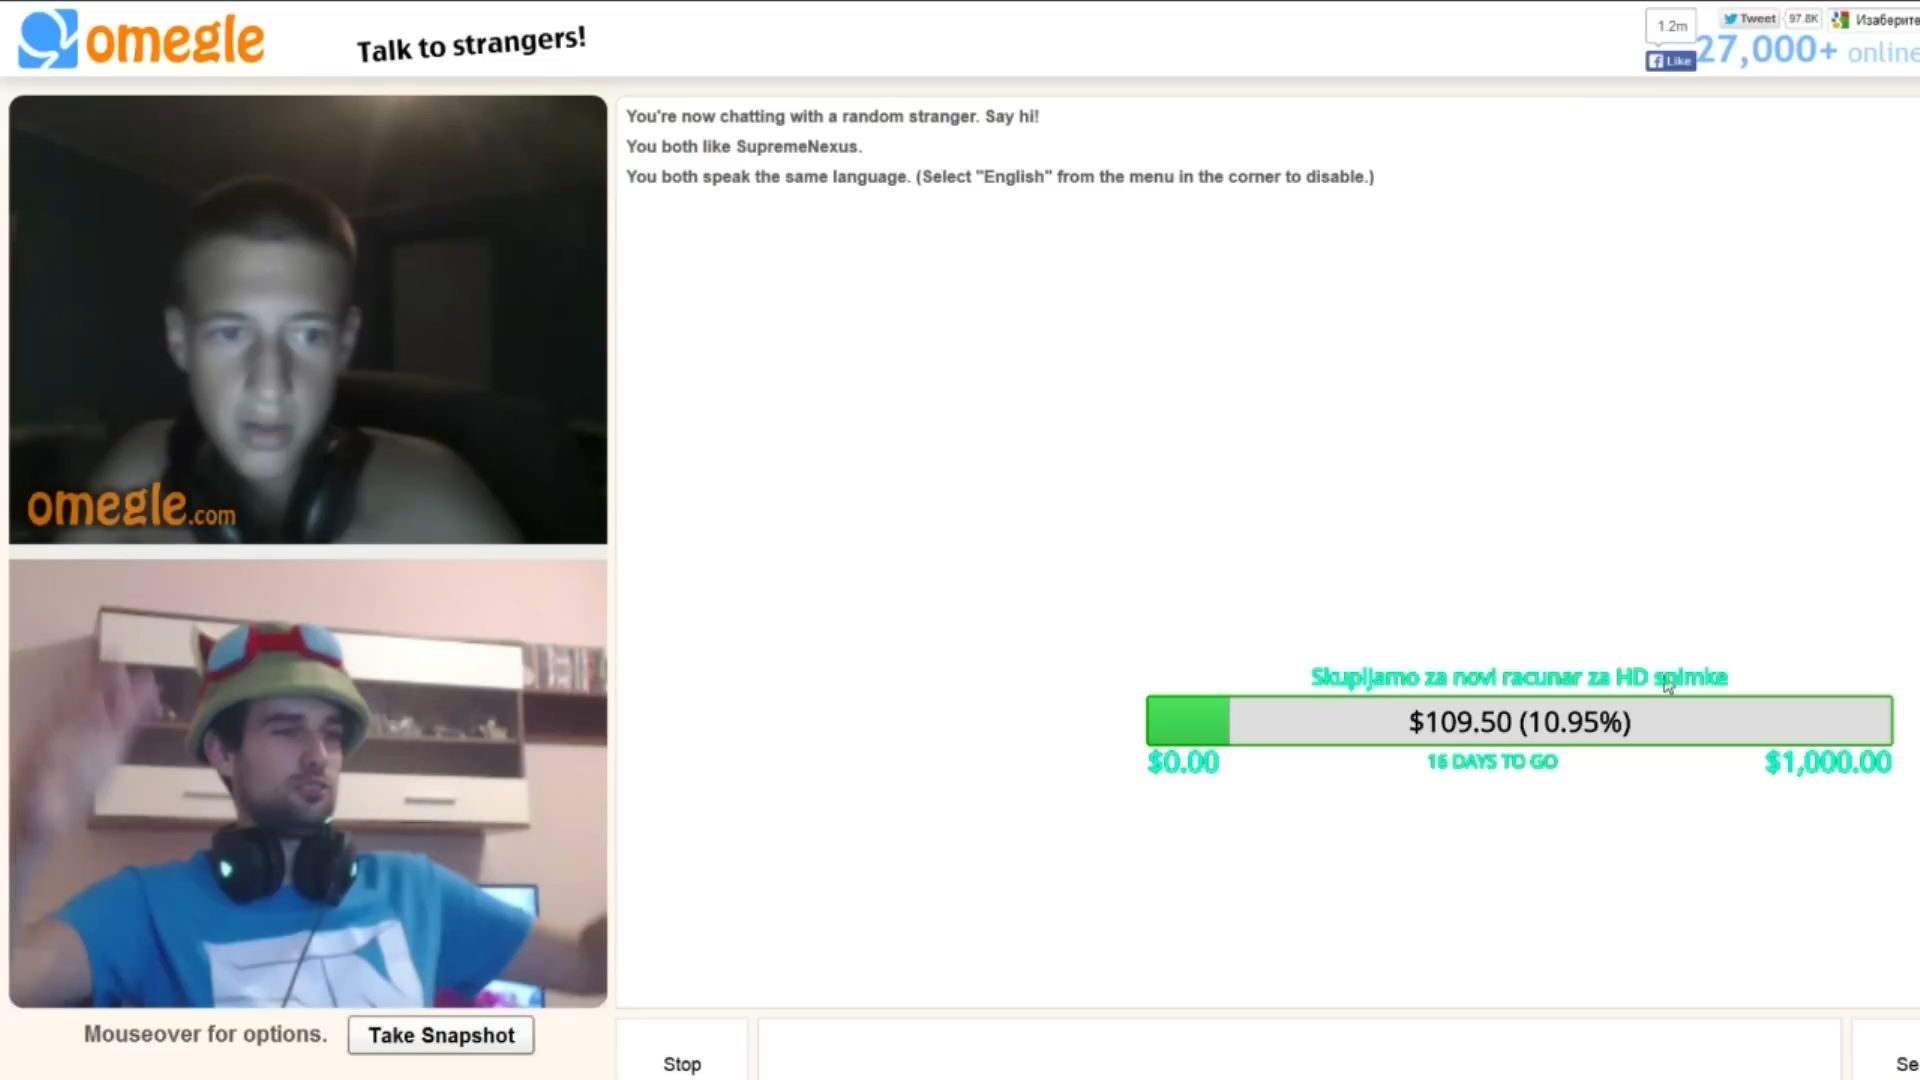 omegle
Talk to strangers!
1.2m
Like
Tweet
97.8K
Изаберите
27,000+ online
You're now chatting with a random stranger. Say hi!
You both like SupremeNexus.
You both speak the same language. (Select "English" from the menu in the corner to disable.)
omegle.com
Skupljamo za novi racunar za HD snimke
$109.50 (10.95%)
$0.00
16 DAYS TO GO
$1,000.00
Mouseover for options.
Take Snapshot
Stop
Se